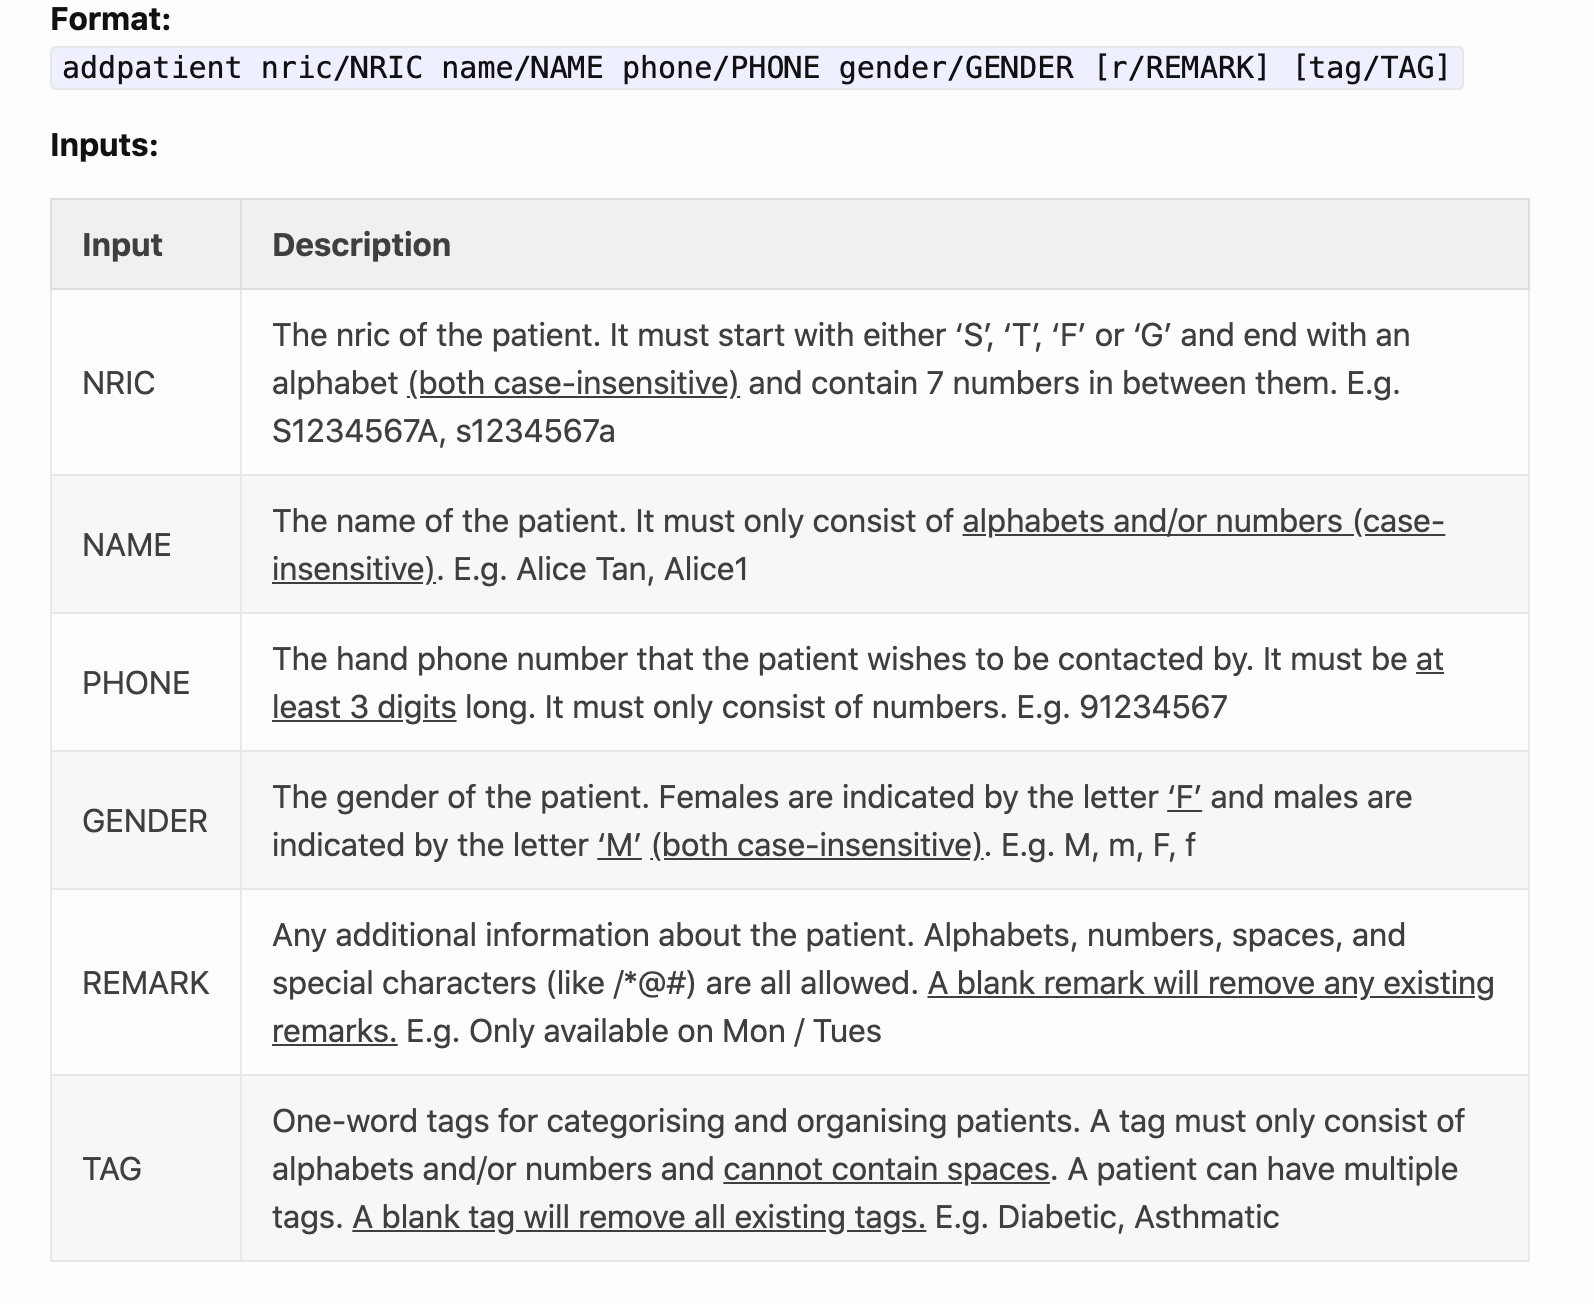 Format:
addpatient nric/NRIC name/NAME phone/PHONE gender/GENDER [r/REMARK] [tag/TAG]
Inputs:
Input Description
NRIC
The nric of the patient. It must start with either ‘S’, ‘T’, ‘F’ or ‘G’ and end with an
alphabet (both case-insensitive) and contain 7 numbers in between them. E.g.
S1234567A, s1234567a
NAME
The name of the patient. It must only consist of alphabets and/or numbers (case-
insensitive). E.g. Alice Tan, Alice1
PHONE
The hand phone number that the patient wishes to be contacted by. It must be at
least 3 digits long. It must only consist of numbers. E.g. 91234567
GENDER
The gender of the patient. Females are indicated by the letter ‘F’ and males are
indicated by the letter ‘M’ (both case-insensitive). E.g. M, m, F, f
REMARK
Any additional information about the patient. Alphabets, numbers, spaces, and
special characters (like /*@#) are all allowed. A blank remark will remove any existing
remarks. E.g. Only available on Mon / Tues
TAG
One-word tags for categorising and organising patients. A tag must only consist of
alphabets and/or numbers and cannot contain spaces. A patient can have multiple
tags. A blank tag will remove all existing tags. E.g. Diabetic, Asthmatic